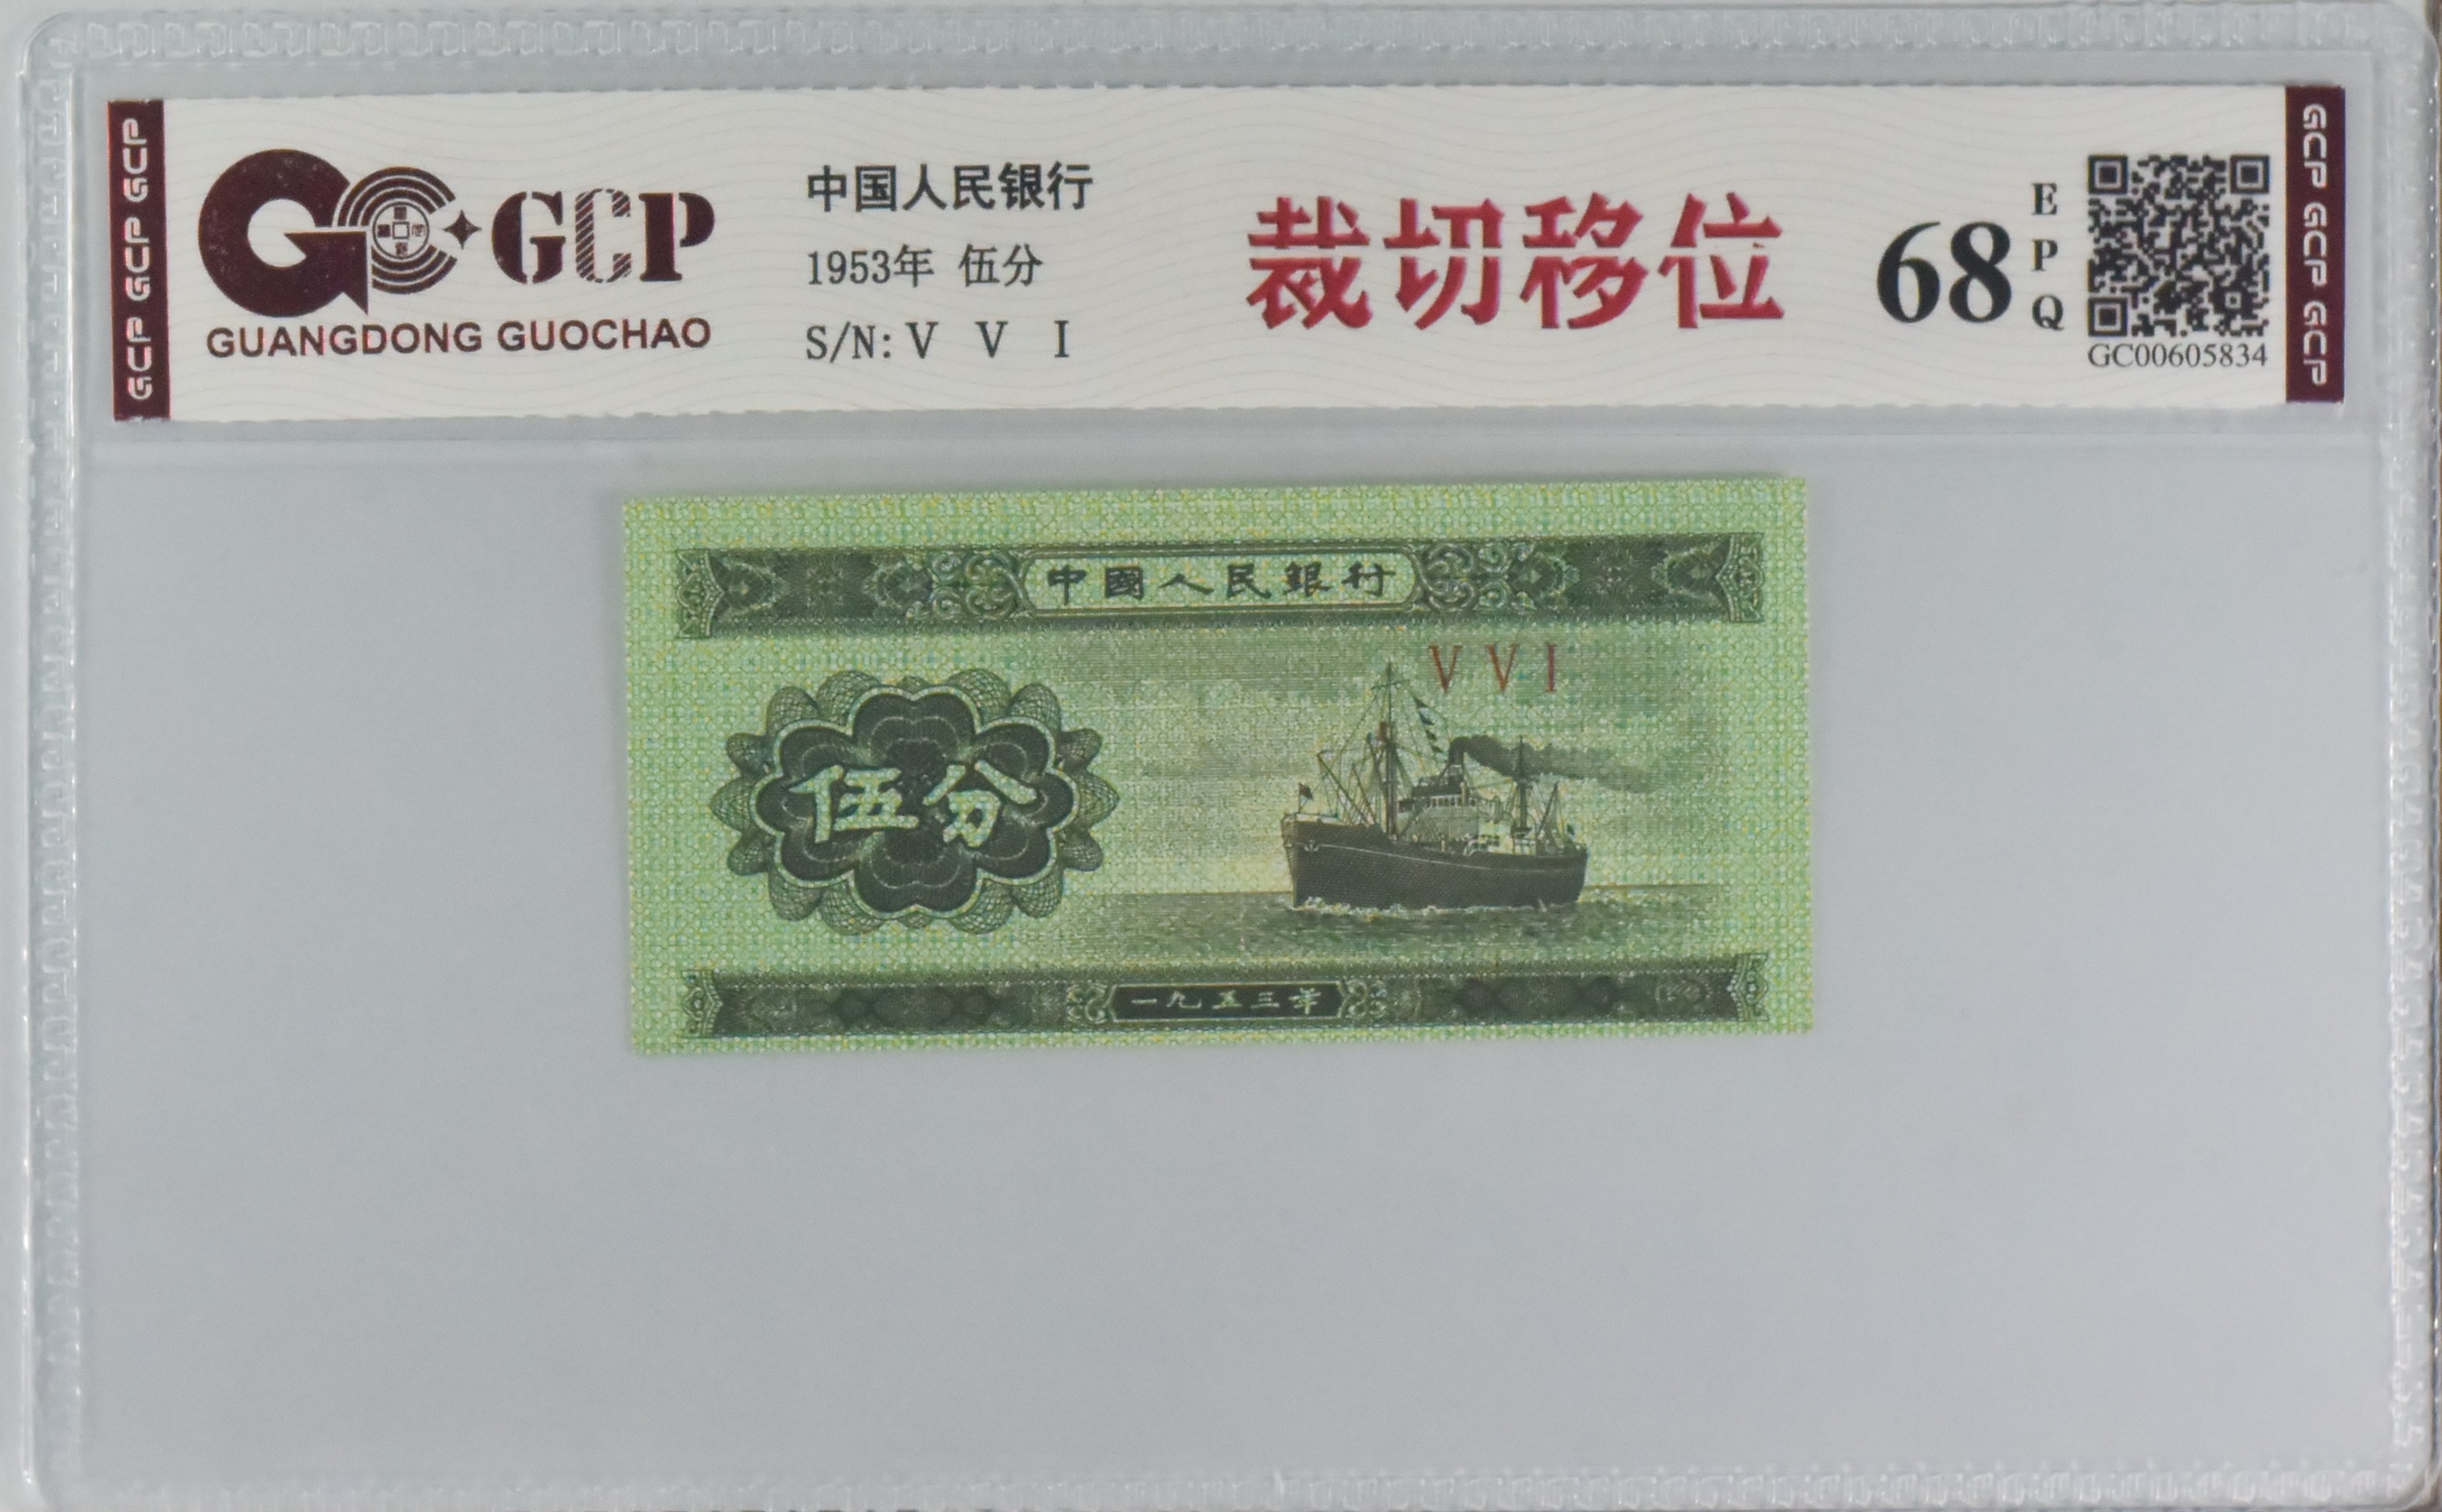 GCP GCP GCP
GCP
GUANGDONG GUOCHAO
中国人民银行
1953年 伍分
S/N: V V I
裁切移位
68
E
P
Q
GC00605834
GCP GCP GCP
中國人民銀行
V V I
伍分
一九五三年